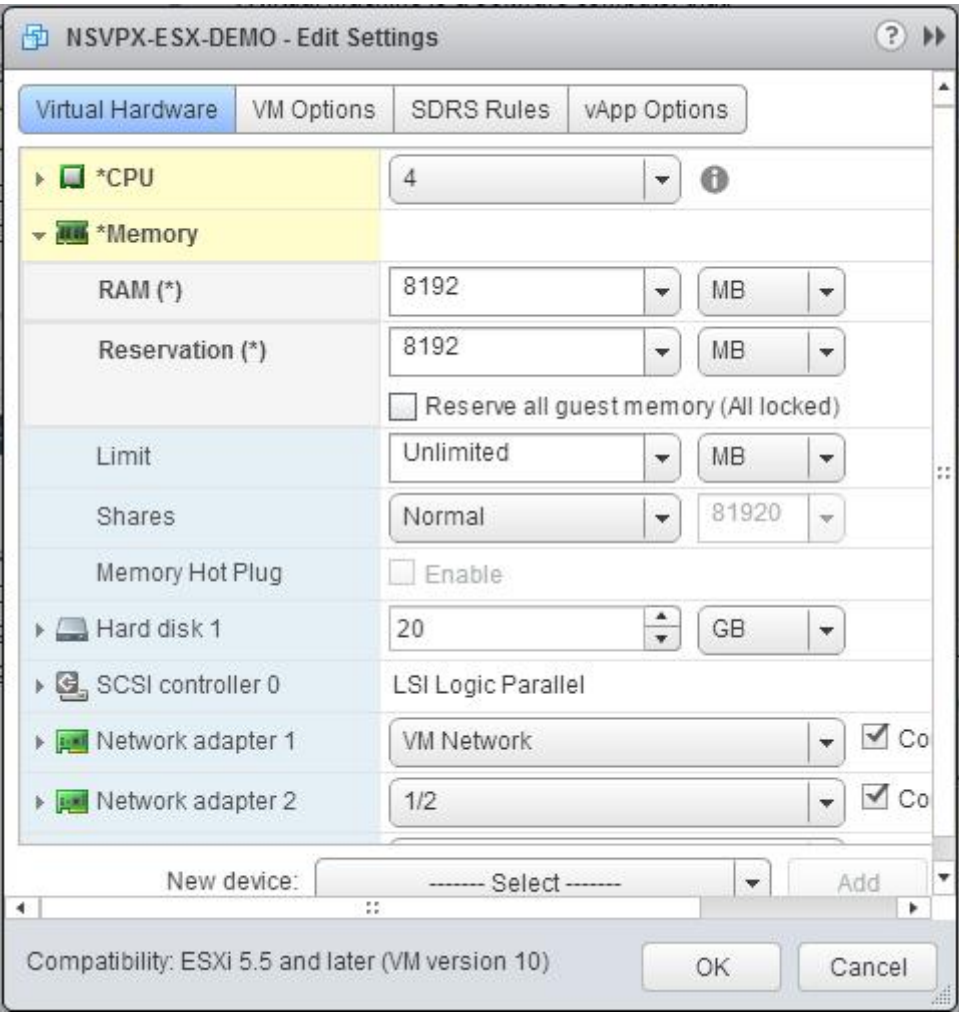 NSVPX-ESX-DEMO - Edit Settings
Virtual Hardware VM Options SDRS Rules vApp Options
*CPU 4
*Memory
RAM (*) 8192 MB
Reservation (*) 8192 MB
Reserve all guest memory (All locked)
Limit Unlimited MB
Shares Normal 81920
Memory Hot Plug Enable
Hard disk 1 20 GB
SCSI controller 0 LSI Logic Parallel
Network adapter 1 VM Network Co
Network adapter 2 1/2 Co
New device: ------- Select ------- Add
Compatibility: ESXi 5.5 and later (VM version 10) OK Cancel